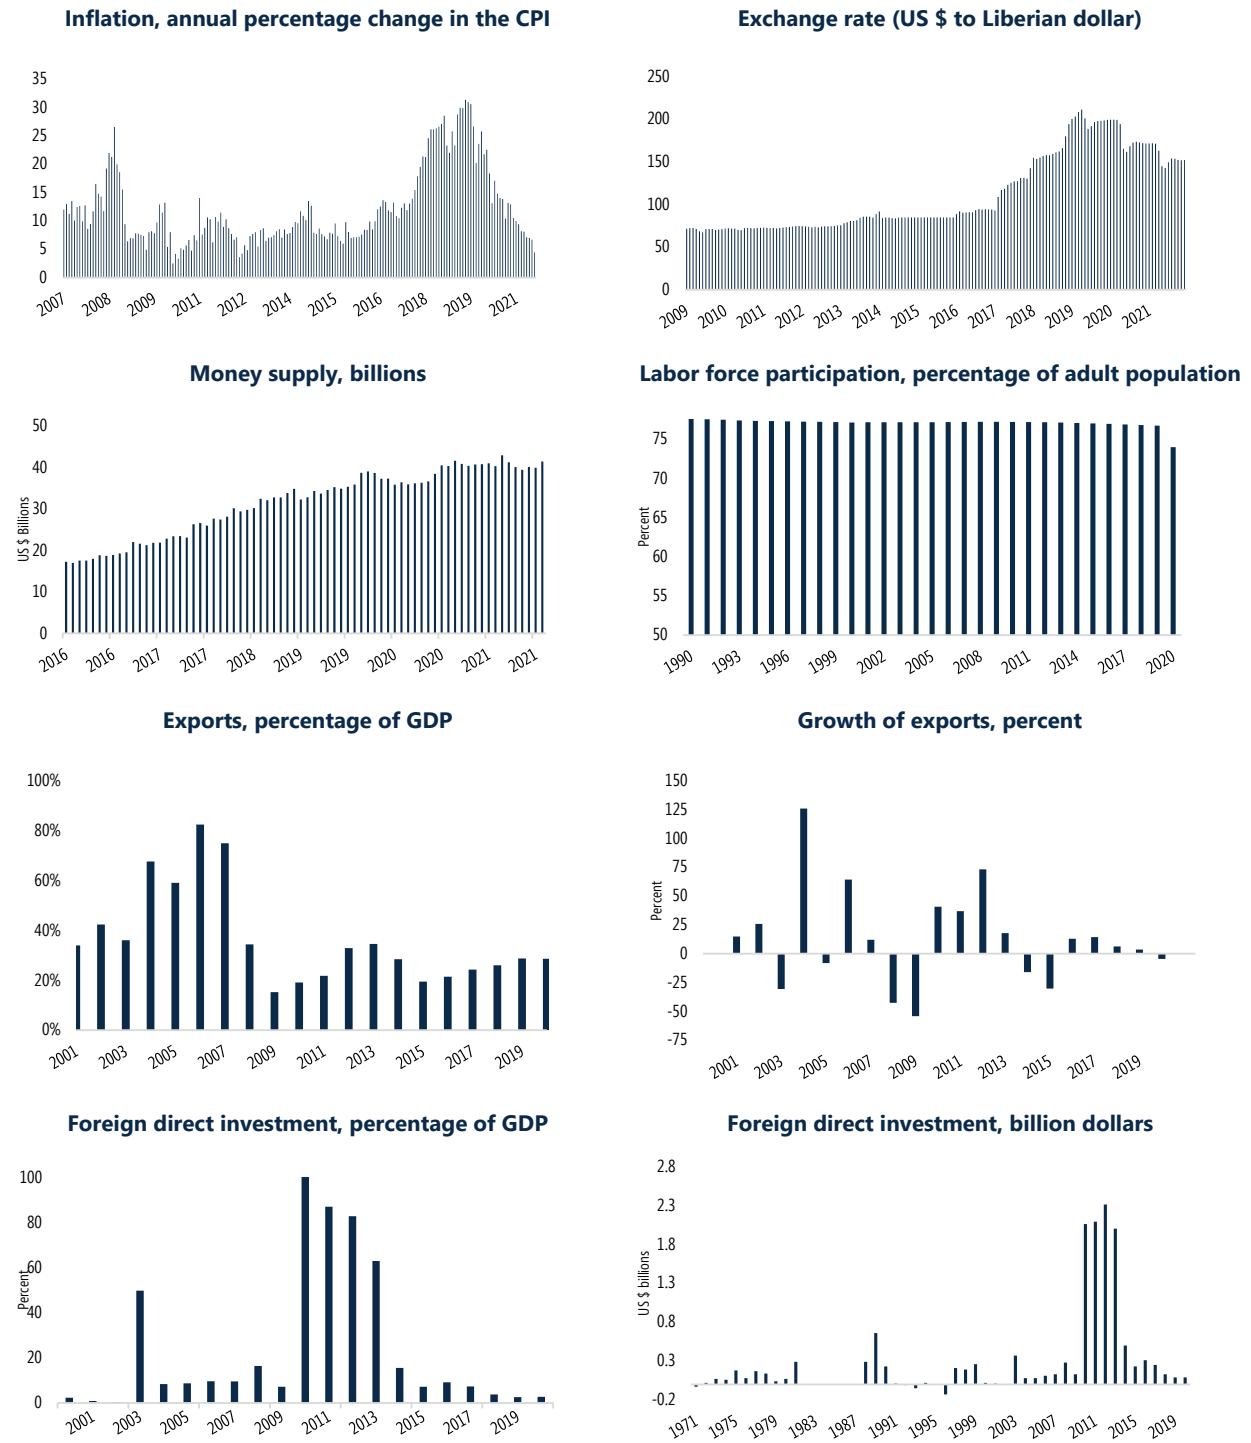 Inflation, annual percentage change in the CPI
35
30
25
20
15
10
5
0
2007 2008 2009 2011 2012 2014 2015 2016 2018 2019 2021
Exchange rate (US $ to Liberian dollar)
250
200
150
100
50
0
2009 2010 2011 2012 2013 2014 2015 2016 2017 2018 2019 2020 2021
Money supply, billions
US $ Billions
50
40
30
20
10
0
2016 2016 2017 2017 2018 2019 2019 2020 2020 2021 2021
Labor force participation, percentage of adult population
Percent
75
70
65
60
55
50
1990 1993 1996 1999 2002 2005 2008 2011 2014 2017 2020
Exports, percentage of GDP
100%
80%
60%
40%
20%
0%
2001 2003 2005 2007 2009 2011 2013 2015 2017 2019
Growth of exports, percent
Percent
150
125
100
75
50
25
0
-25
-50
-75
2001 2003 2005 2007 2009 2011 2013 2015 2017 2019
Foreign direct investment, percentage of GDP
Percent
100
80
60
40
20
0
2001 2003 2005 2007 2009 2011 2013 2015 2017 2019
Foreign direct investment, billion dollars
US $ billions
2.8
2.3
1.8
1.3
0.8
0.3
-0.2
1971 1975 1979 1983 1987 1991 1995 1999 2003 2007 2011 2015 2019